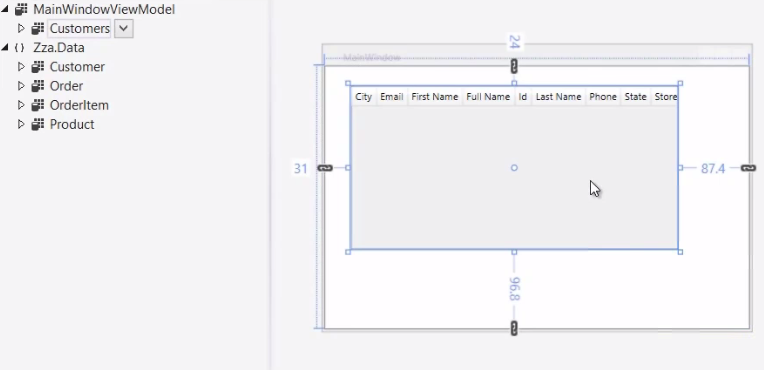 MainWindowViewModel
Customers
{ } Zza.Data
Customer
Order
OrderItem
Product
24
MainWindow
City Email First Name Full Name Id Last Name Phone State Store
31
87.4
96.8